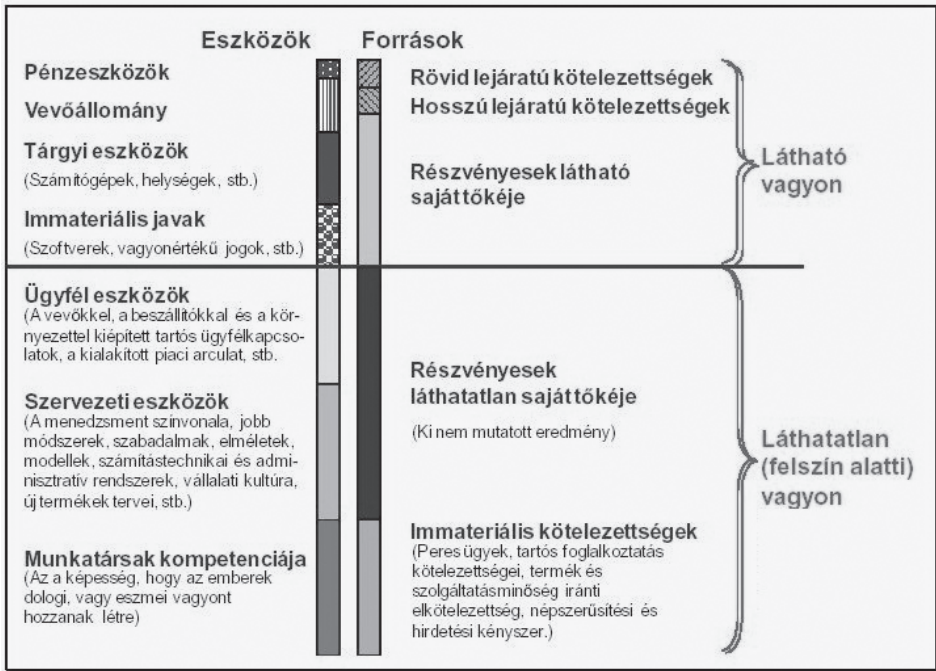 Eszközök
Források
Pénzeszközök
Vevőállomány
Tárgyi eszközök
(Számítógépek, helységek, stb.)
Immateriális javak
(Szoftverek, vagyonértékű jogok, stb.)
Rövid lejáratú kötelezettségek
Hosszú lejáratú kötelezettségek
Részvényesek látható
sajáttőkéje
Látható
vagyon
Ügyfél eszközök
(A vevőkkel, a beszállítókkal és a kör-
nyezettel kiépített tartós ügyfélkapcso-
latok, a kialakított piaci arculat, stb.
Szervezeti eszközök
(A menedzsment színvonala, jobb
módszerek, szabadalmak, elméletek,
modellek, számítástechnikai és admi-
nisztratív rendszerek, vállalati kultúra,
új termékek tervei, stb.)
Munkatársak kompetenciája
(Az a képesség, hogy az emberek
dologi, vagy eszmei vagyont
hozzanak létre)
Részvényesek
láthatatlan sajáttőkéje
(Ki nem mutatott eredmény)
Immateriális kötelezettségek
(Peres ügyek, tartós foglalkoztatás
kötelezettségei, termék és
szolgáltatásminőség iránti
elkötelezettség, népszerűsítési és
hirdetési kényszer.)
Láthatatlan
(felszín alatti)
vagyon